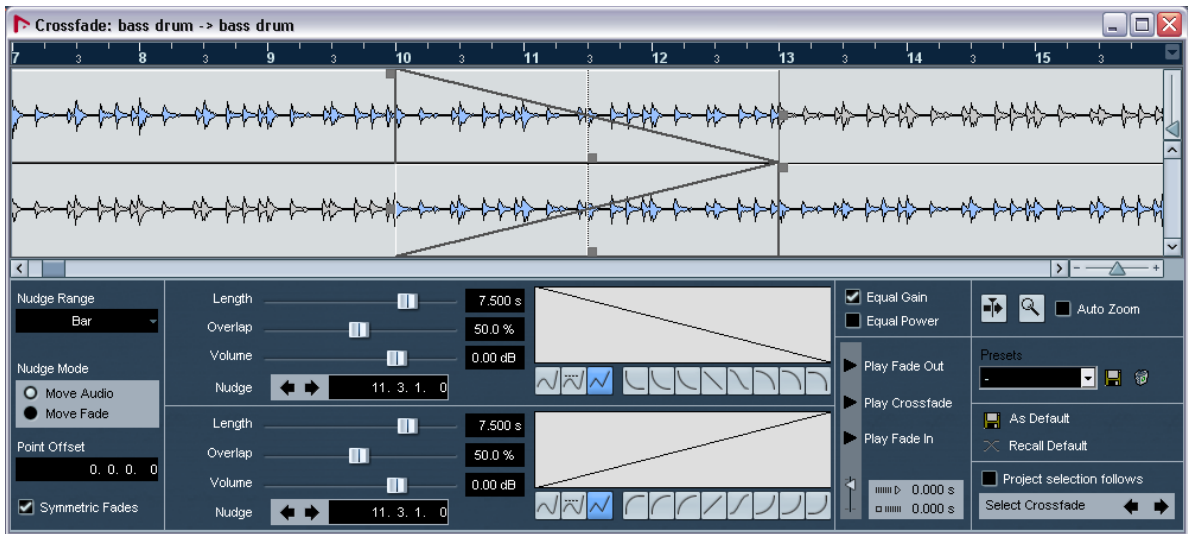 Crossfade: bass drum -> bass drum
7 3 8 3 9 3 10 3 11 3 12 3 13 3 14 3 15 3
Nudge Range
Bar
Nudge Mode
Move Audio
Move Fade
Point Offset
0. 0. 0. 0
Symmetric Fades
Length 7.500 s
Overlap 50.0 %
Volume 0.00 dB
Nudge 11. 3. 1. 0
Length 7.500 s
Overlap 50.0 %
Volume 0.00 dB
Nudge 11. 3. 1. 0
Equal Gain
Equal Power
Play Fade Out
Play Crossfade
Play Fade In
0.000 s
0.000 s
Auto Zoom
Presets
-
As Default
Recall Default
Project selection follows
Select Crossfade